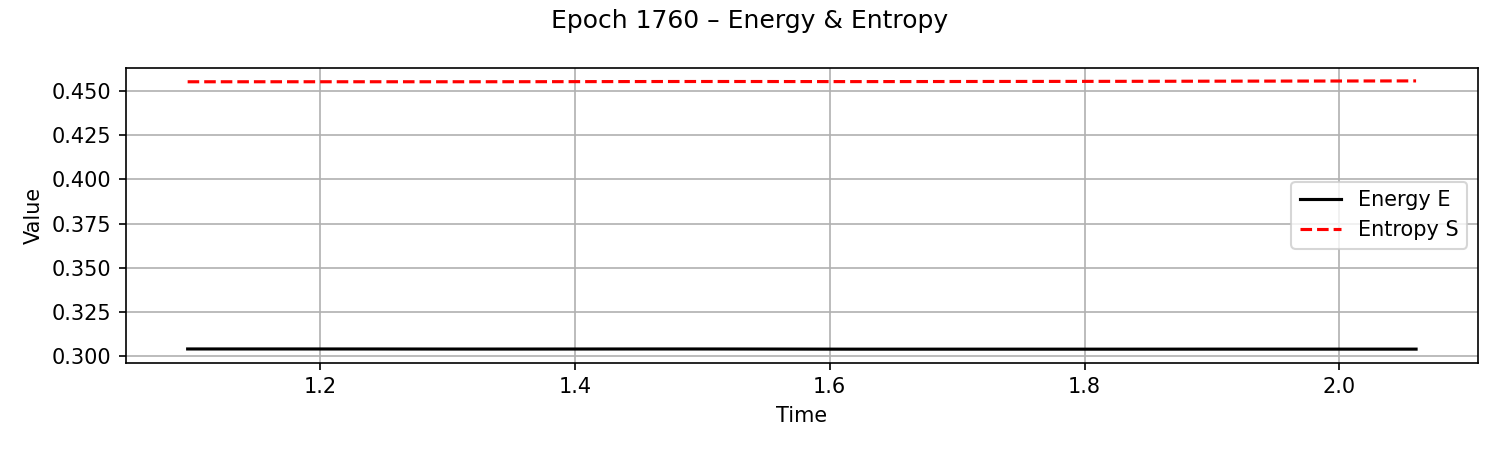 Epoch 1760 – Energy & Entropy
0.450
0.425
0.400
0.375
0.350
0.325
0.300
Value
Energy E
Entropy S
1.2 1.4 1.6 1.8 2.0
Time